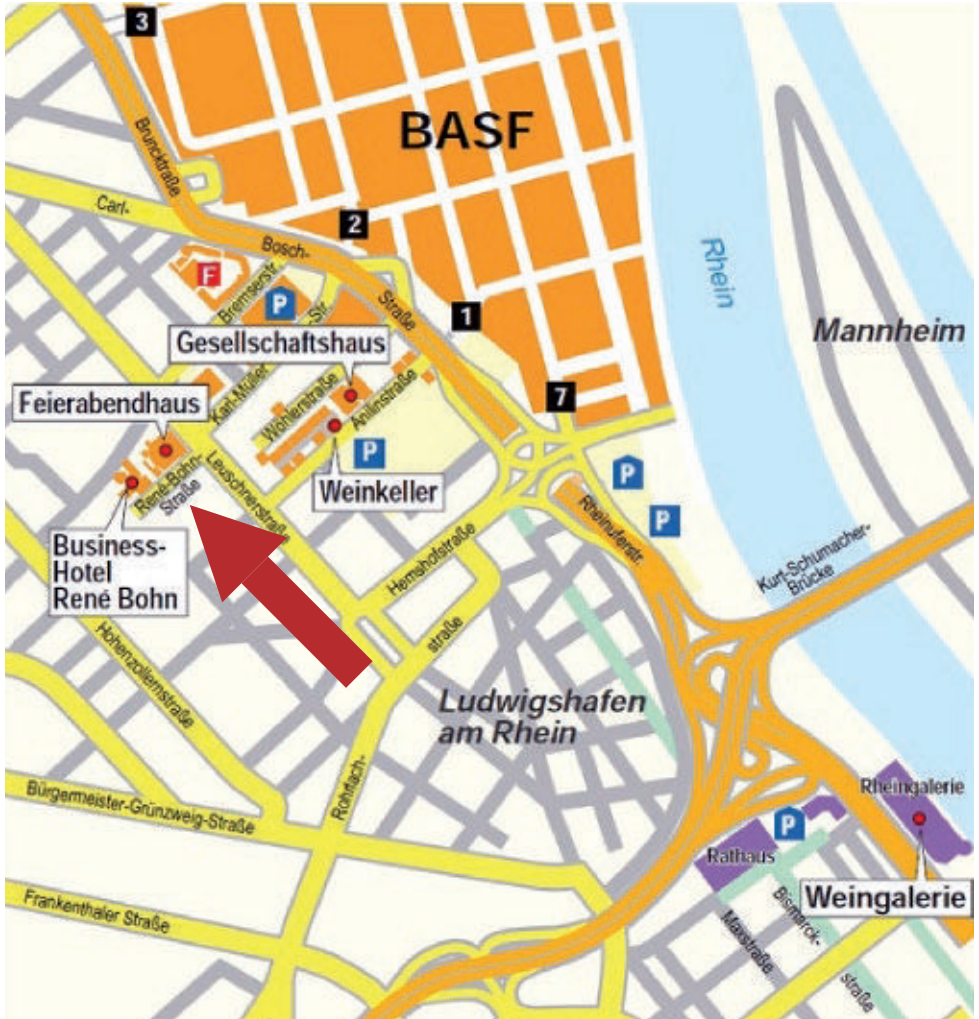 3
BASF
Bruncktraße
Carl-
2
Bosch-
Rhein
F
Bremserstr.
P
Straße
1
Mannheim
-Str.
Gesellschaftshaus
Karl-Müller
Feierabendhaus
Wöhlerstraße
Anilinstraße
7
P
P
René-Bohn-
Straße
Leuschnerstraße
Weinkeller
P
Rheinuferstr.
Business-
Hotel
René Bohn
Hemshofstraße
Kurt-Schumacher-
Brücke
straße
Hohenzollernstraße
Ludwigshafen
am Rhein
Rohrlach-
Bürgermeister-Grünzweig-Straße
Rheingalerie
P
Rathaus
Weingalerie
Frankenthaler Straße
Maxstraße
Bismarck-
straße